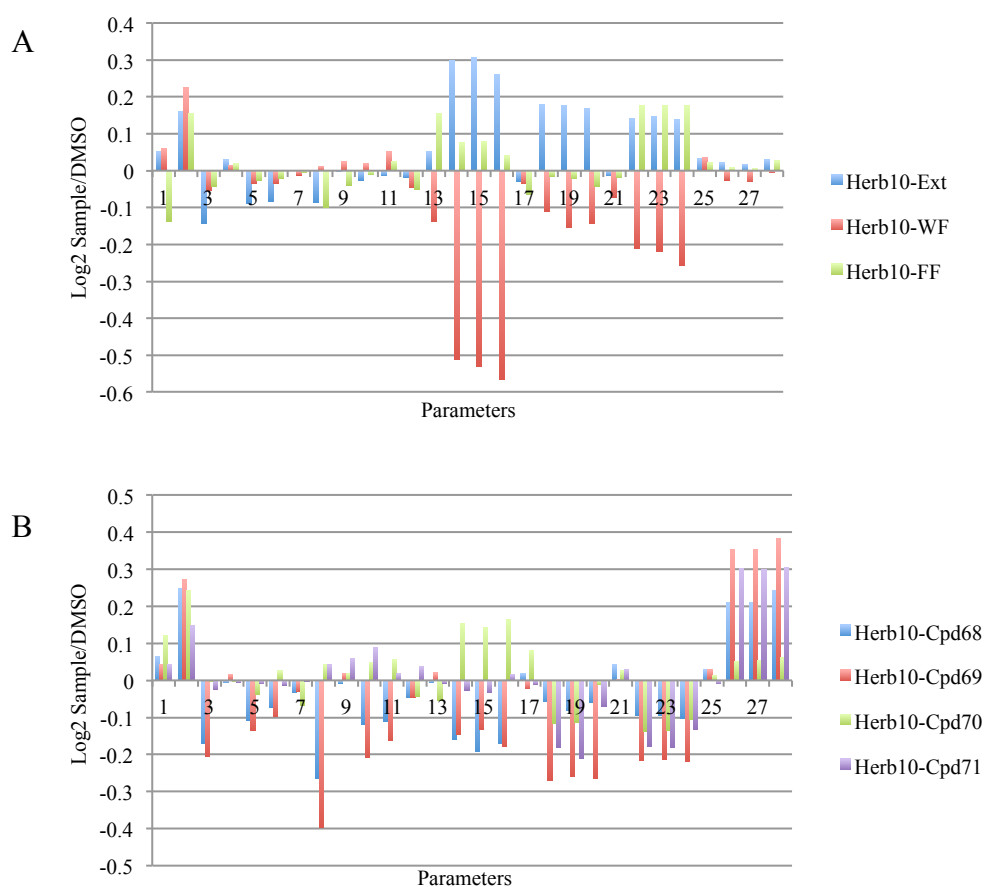 A
Log2 Sample/DMSO
0.4
0.3
0.2
0.1
0
-0.1
-0.2
-0.3
-0.4
-0.5
-0.6
1 3 5 7 9 11 13 15 17 19 21 23 25 27
Parameters
Herb10-Ext
Herb10-WF
Herb10-FF
B
Log2 Sample/DMSO
0.5
0.4
0.3
0.2
0.1
0
-0.1
-0.2
-0.3
-0.4
-0.5
1 3 5 7 9 11 13 15 17 19 21 23 25 27
Parameters
Herb10-Cpd68
Herb10-Cpd69
Herb10-Cpd70
Herb10-Cpd71